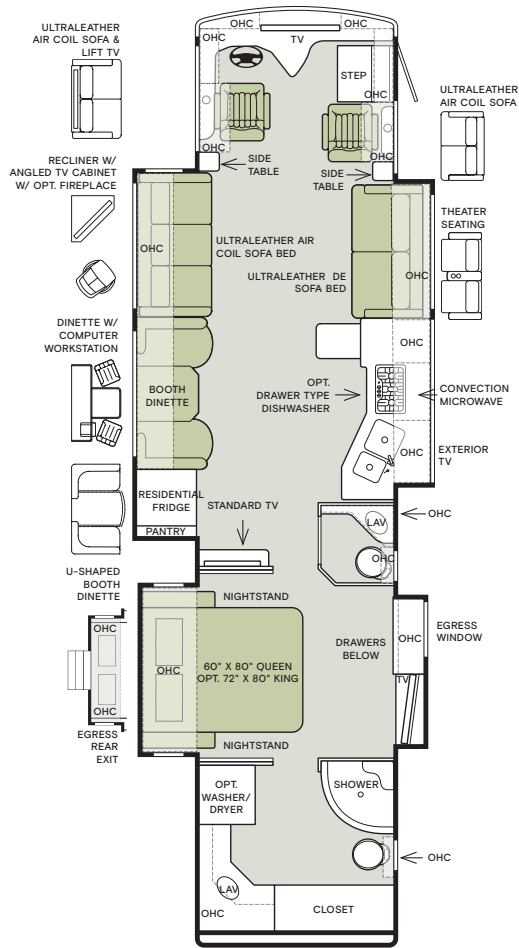 OHC
OHC
OHC
TV
ULTRALEATHER
AIR COIL SOFA &
LIFT TV
STEP
OHC
ULTRALEATHER
AIR COIL SOFA
OHC
OHC
SIDE
TABLE
SIDE
TABLE
RECLINER W/
ANGLED TV CABINET
W/ OPT. FIREPLACE
THEATER
SEATING
OHC
ULTRALEATHER AIR
COIL SOFA BED
ULTRALEATHER DE
SOFA BED
OHC
DINETTE W/
COMPUTER
WORKSTATION
OHC
BOOTH
DINETTE
OPT.
DRAWER TYPE
DISHWASHER
CONVECTION
MICROWAVE
OHC
EXTERIOR
TV
RESIDENTIAL
FRIDGE
PANTRY
STANDARD TV
LAV
OHC
OHC
U-SHAPED
BOOTH
DINETTE
NIGHTSTAND
OHC
OHC
EGRESS
REAR
EXIT
OHC
60" X 80" QUEEN
OPT. 72" X 80" KING
NIGHTSTAND
DRAWERS
BELOW
OHC
EGRESS
WINDOW
TV
OPT.
WASHER/
DRYER
SHOWER
OHC
LAV
OHC
CLOSET